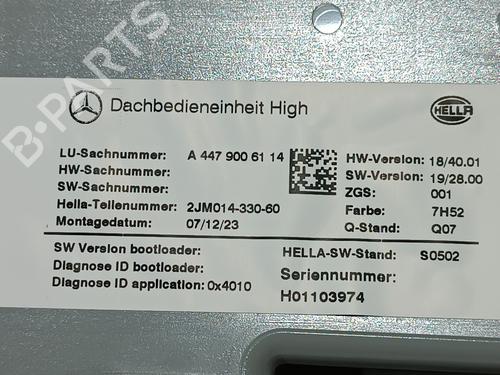 B-PARTS
Dachbedieneinheit High
HELLA
LU-Sachnummer: A 447 900 61 14
HW-Sachnummer:
SW-Sachnummer:
Hella-Teilenummer: 2JM014-330-60
Montagedatum: 07/12/23
HW-Version: 18/40.01
SW-Version: 19/28.00
ZGS: 001
Farbe: 7H52
Q-Stand: Q07
SW Version bootloader:
Diagnose ID bootloader:
Diagnose ID application: 0x4010
HELLA-SW-Stand: S0502
Seriennummer:
H01103974